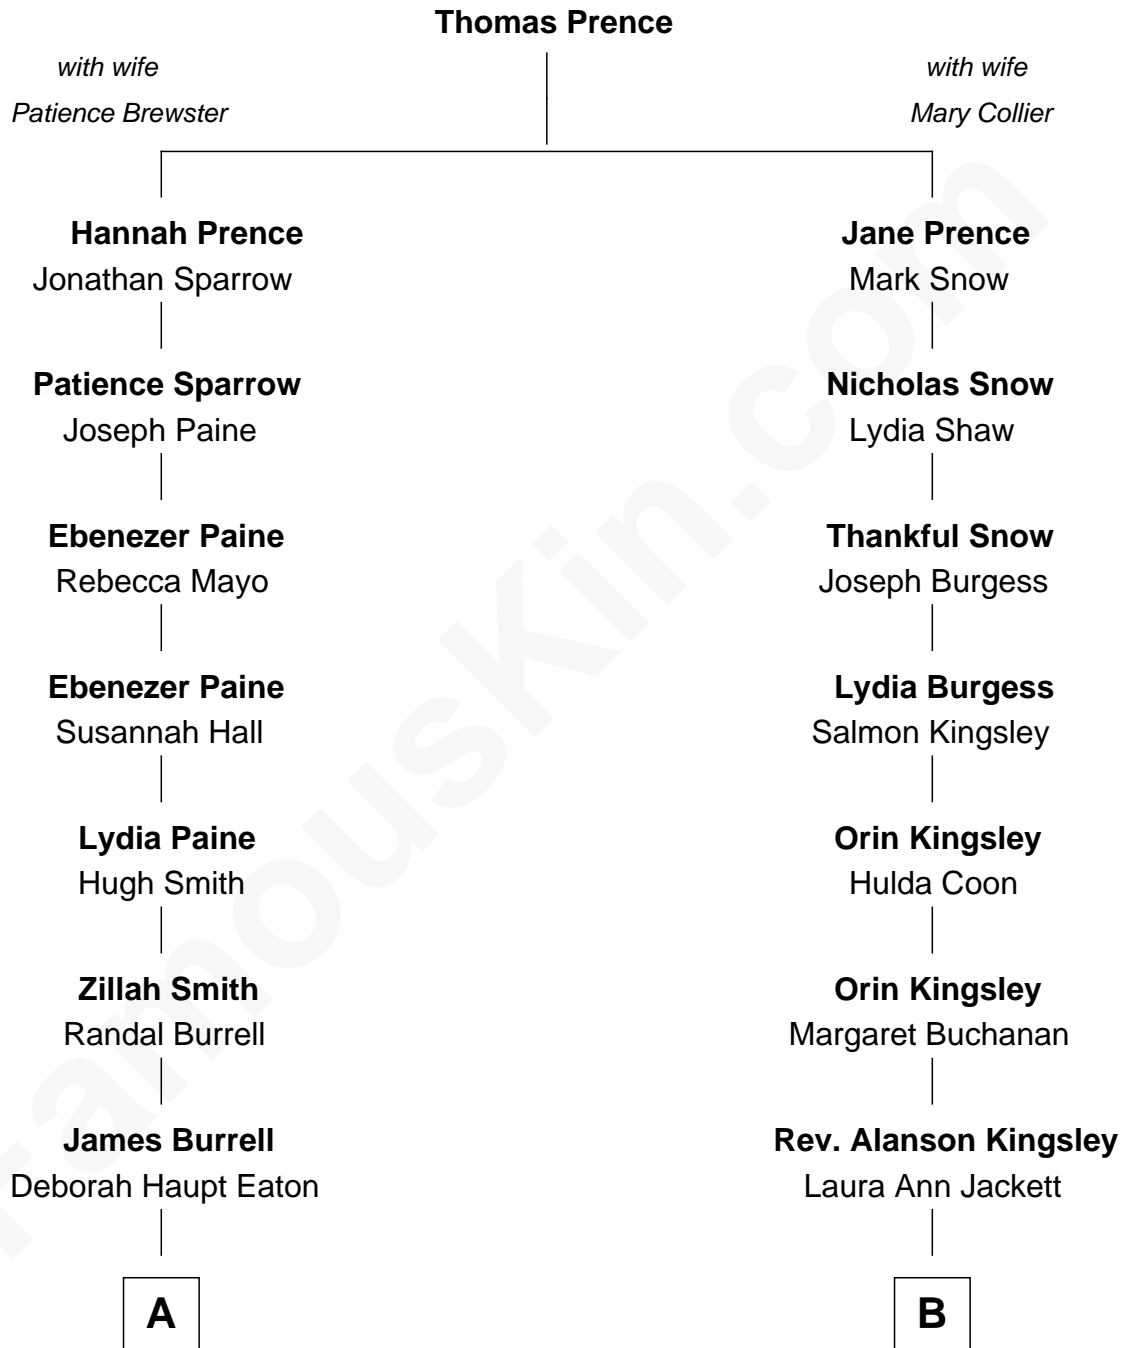 Thomas Prence
with wife
Patience Brewster
with wife
Mary Collier
Hannah Prence
Jonathan Sparrow
Jane Prence
Mark Snow
Patience Sparrow
Joseph Paine
Nicholas Snow
Lydia Shaw
Ebenezer Paine
Rebecca Mayo
Thankful Snow
Joseph Burgess
Ebenezer Paine
Susannah Hall
Lydia Burgess
Salmon Kingsley
Lydia Paine
Hugh Smith
Orin Kingsley
Hulda Coon
Zillah Smith
Randal Burrell
Orin Kingsley
Margaret Buchanan
James Burrell
Deborah Haupt Eaton
Rev. Alanson Kingsley
Laura Ann Jackett
A
B
FamousKin.com